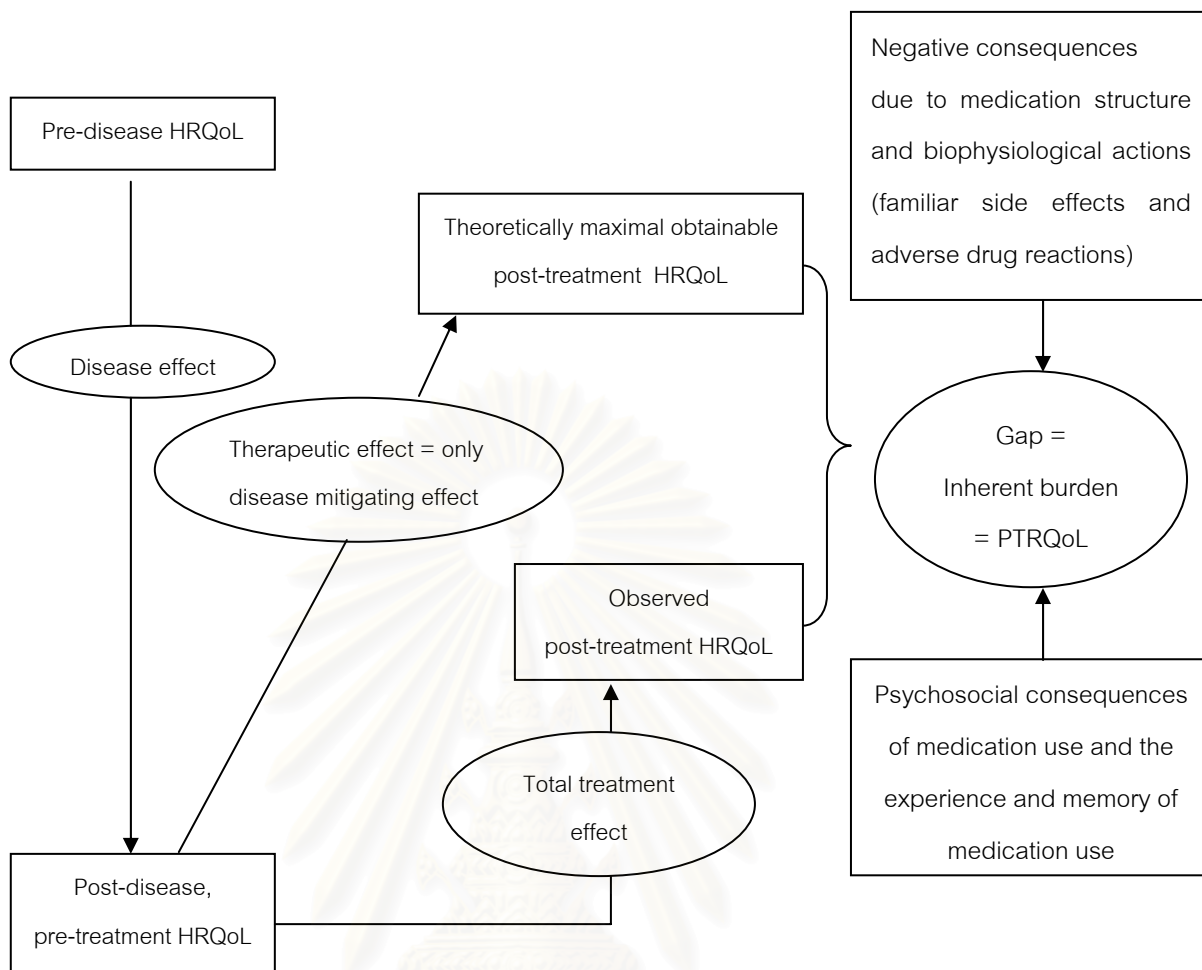 Pre-disease HRQoL
Disease effect
Post-disease,
pre-treatment HRQoL
Therapeutic effect = only
disease mitigating effect
Theoretically maximal obtainable
post-treatment HRQoL
Total treatment
effect
Observed
post-treatment HRQoL
Negative consequences
due to medication structure
and biophysiological actions
(familiar side effects and
adverse drug reactions)
Gap =
Inherent burden
= PTRQoL
Psychosocial consequences
of medication use and the
experience and memory of
medication use